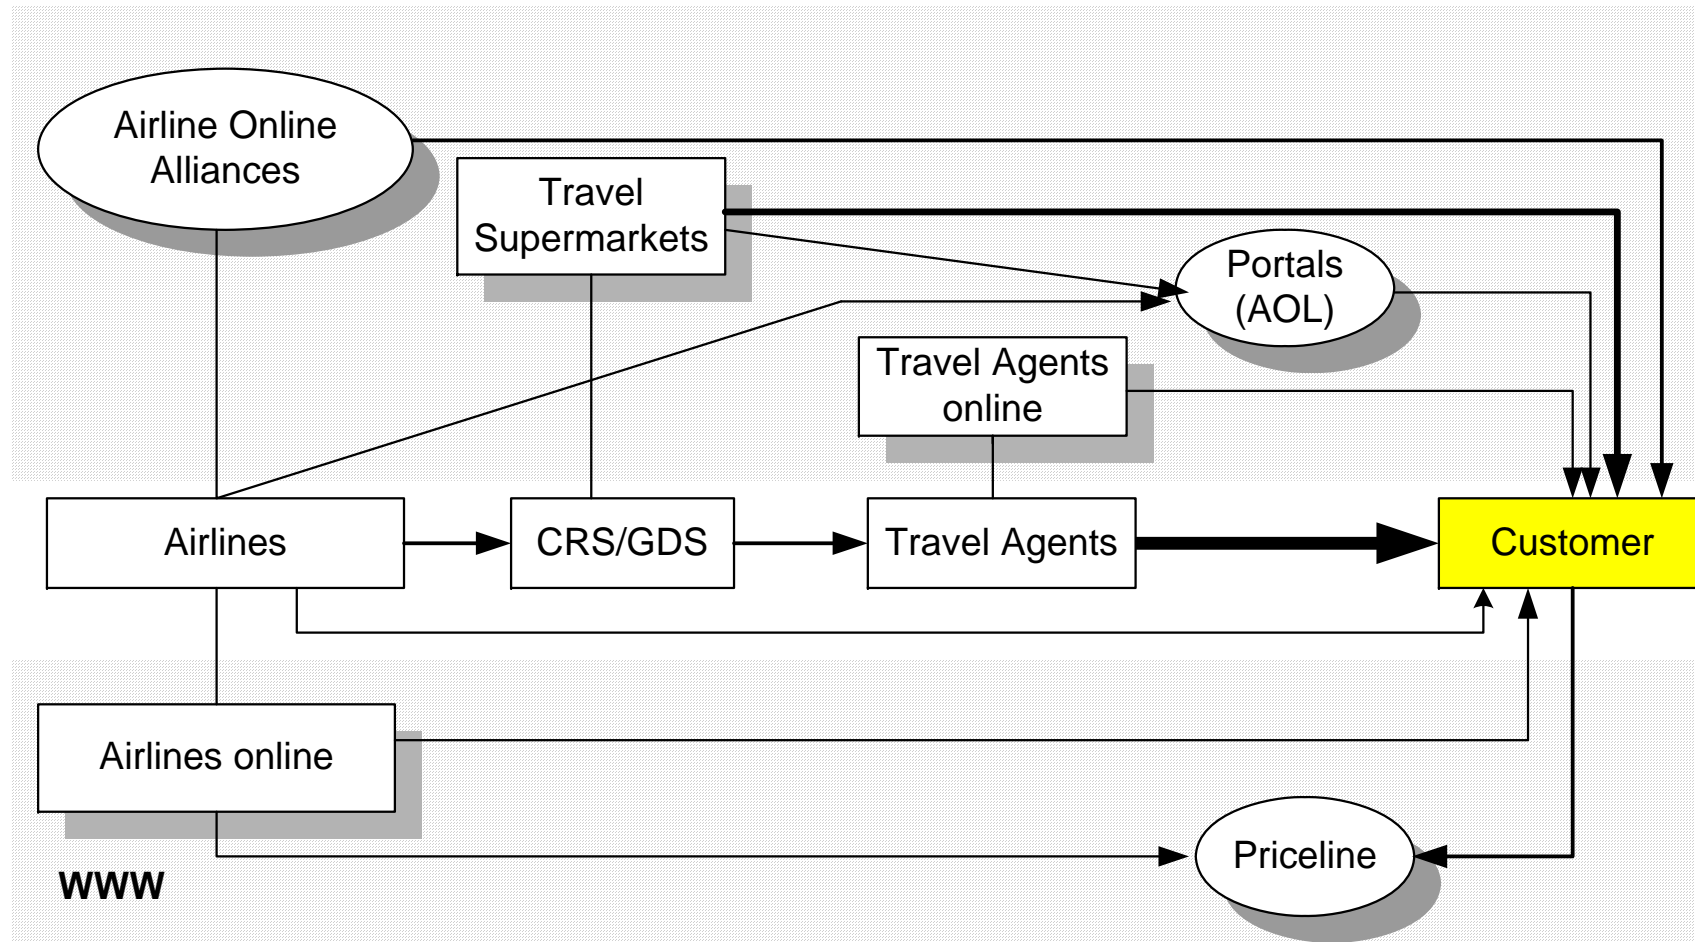 Airline Online
Alliances
Travel
Supermarkets
Portals
(AOL)
Travel Agents
online
Airlines
CRS/GDS
Travel Agents
Customer
Airlines online
Priceline
WWW